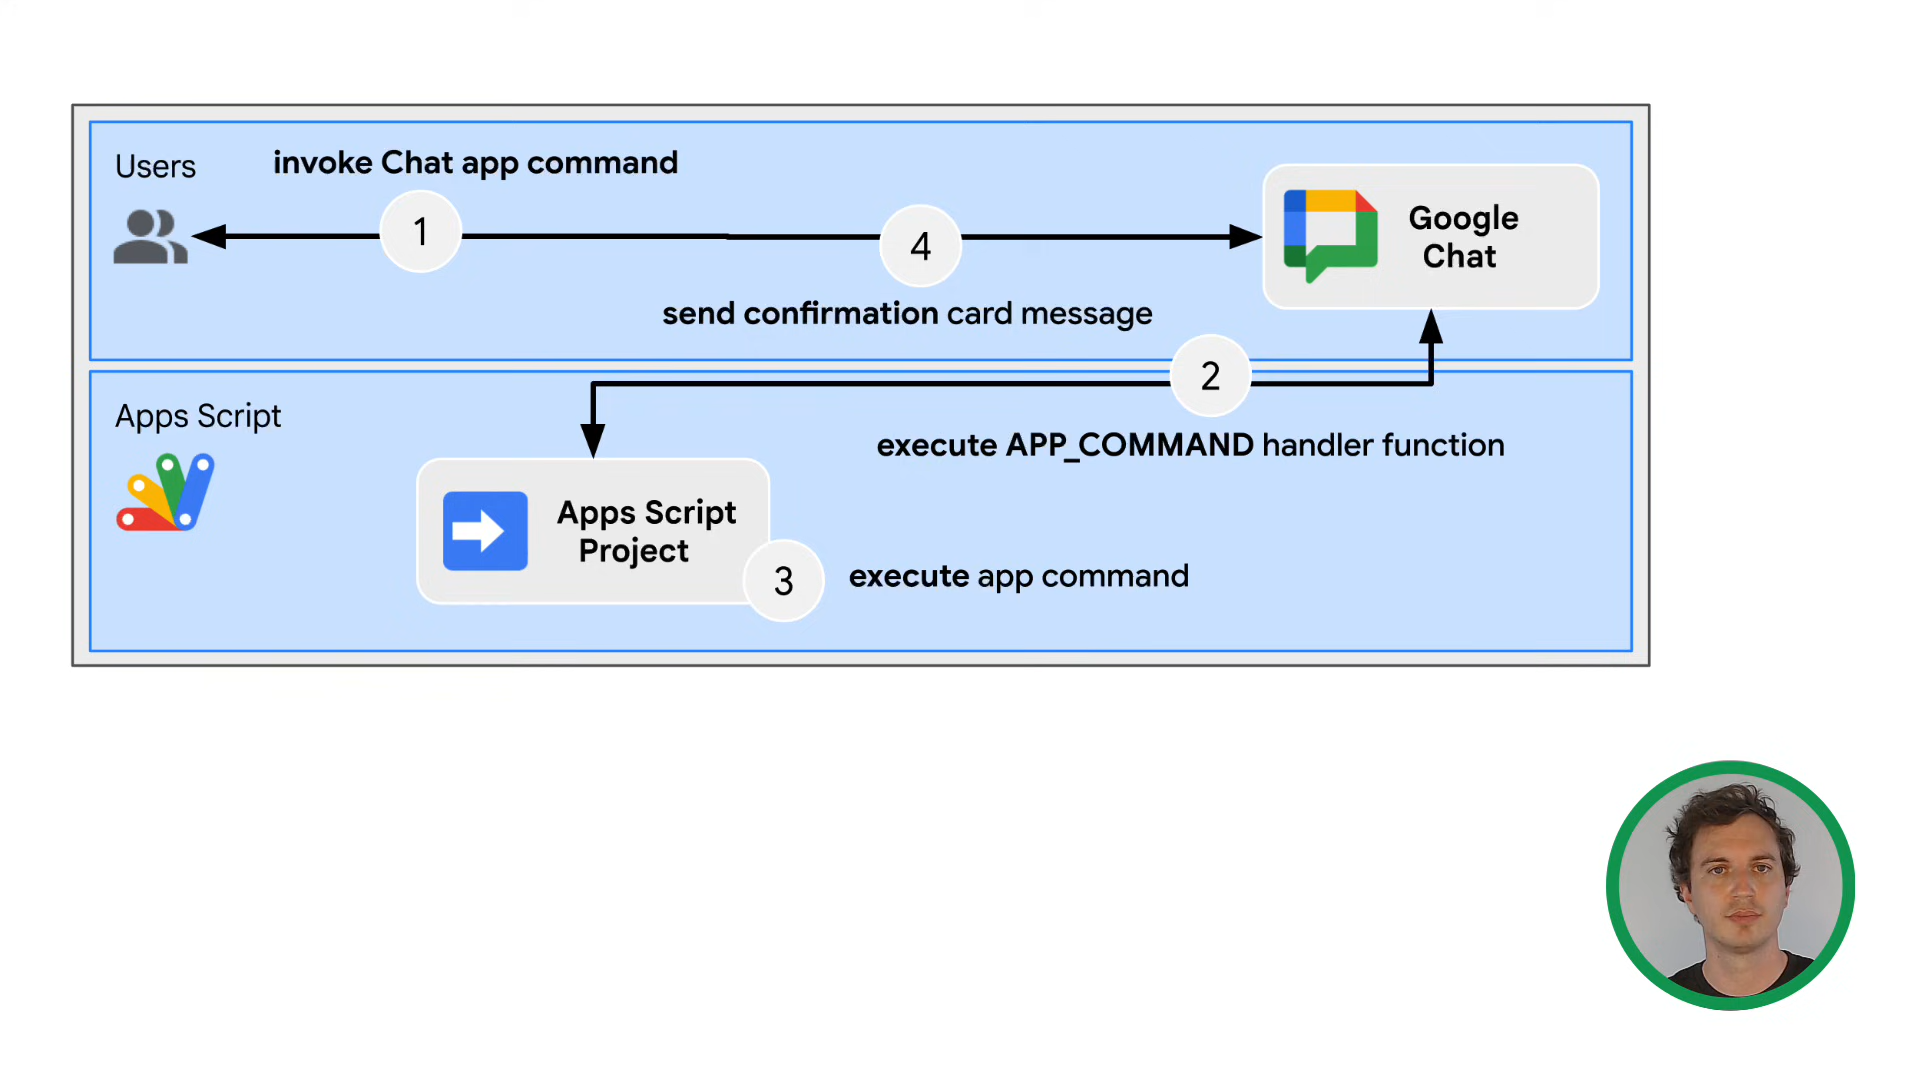 Users
invoke Chat app command
1
4
Google
Chat
send confirmation card message
2
Apps Script
execute APP_COMMAND handler function
Apps Script
Project
3
execute app command